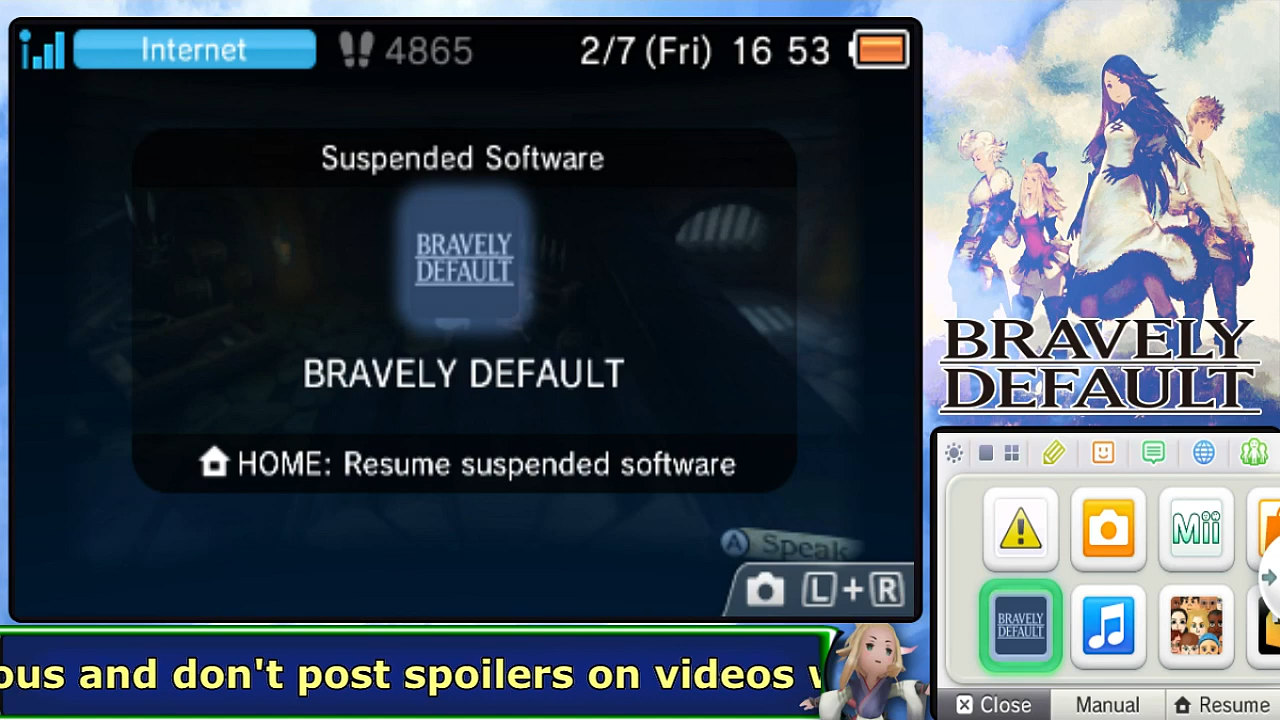 Internet 4865 2/7 (Fri) 16 53
Suspended Software
BRAVELY
DEFAULT
BRAVELY DEFAULT
HOME: Resume suspended software
A Speak
L + R
ous and don't post spoilers on videos
BRAVELY
DEFAULT
Mii
BRAVELY
DEFAULT
X Close Manual Resume